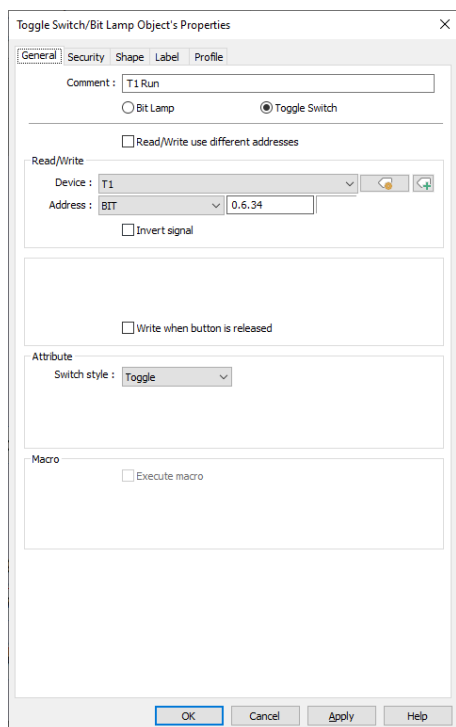 Toggle Switch/Bit Lamp Object's Properties
General Security Shape Label Profile
Comment : T1 Run
Bit Lamp Toggle Switch
Read/Write use different addresses
Read/Write
Device : T1
Address : BIT 0.6.34
Invert signal
Write when button is released
Attribute
Switch style : Toggle
Macro
Execute macro
OK Cancel Apply Help